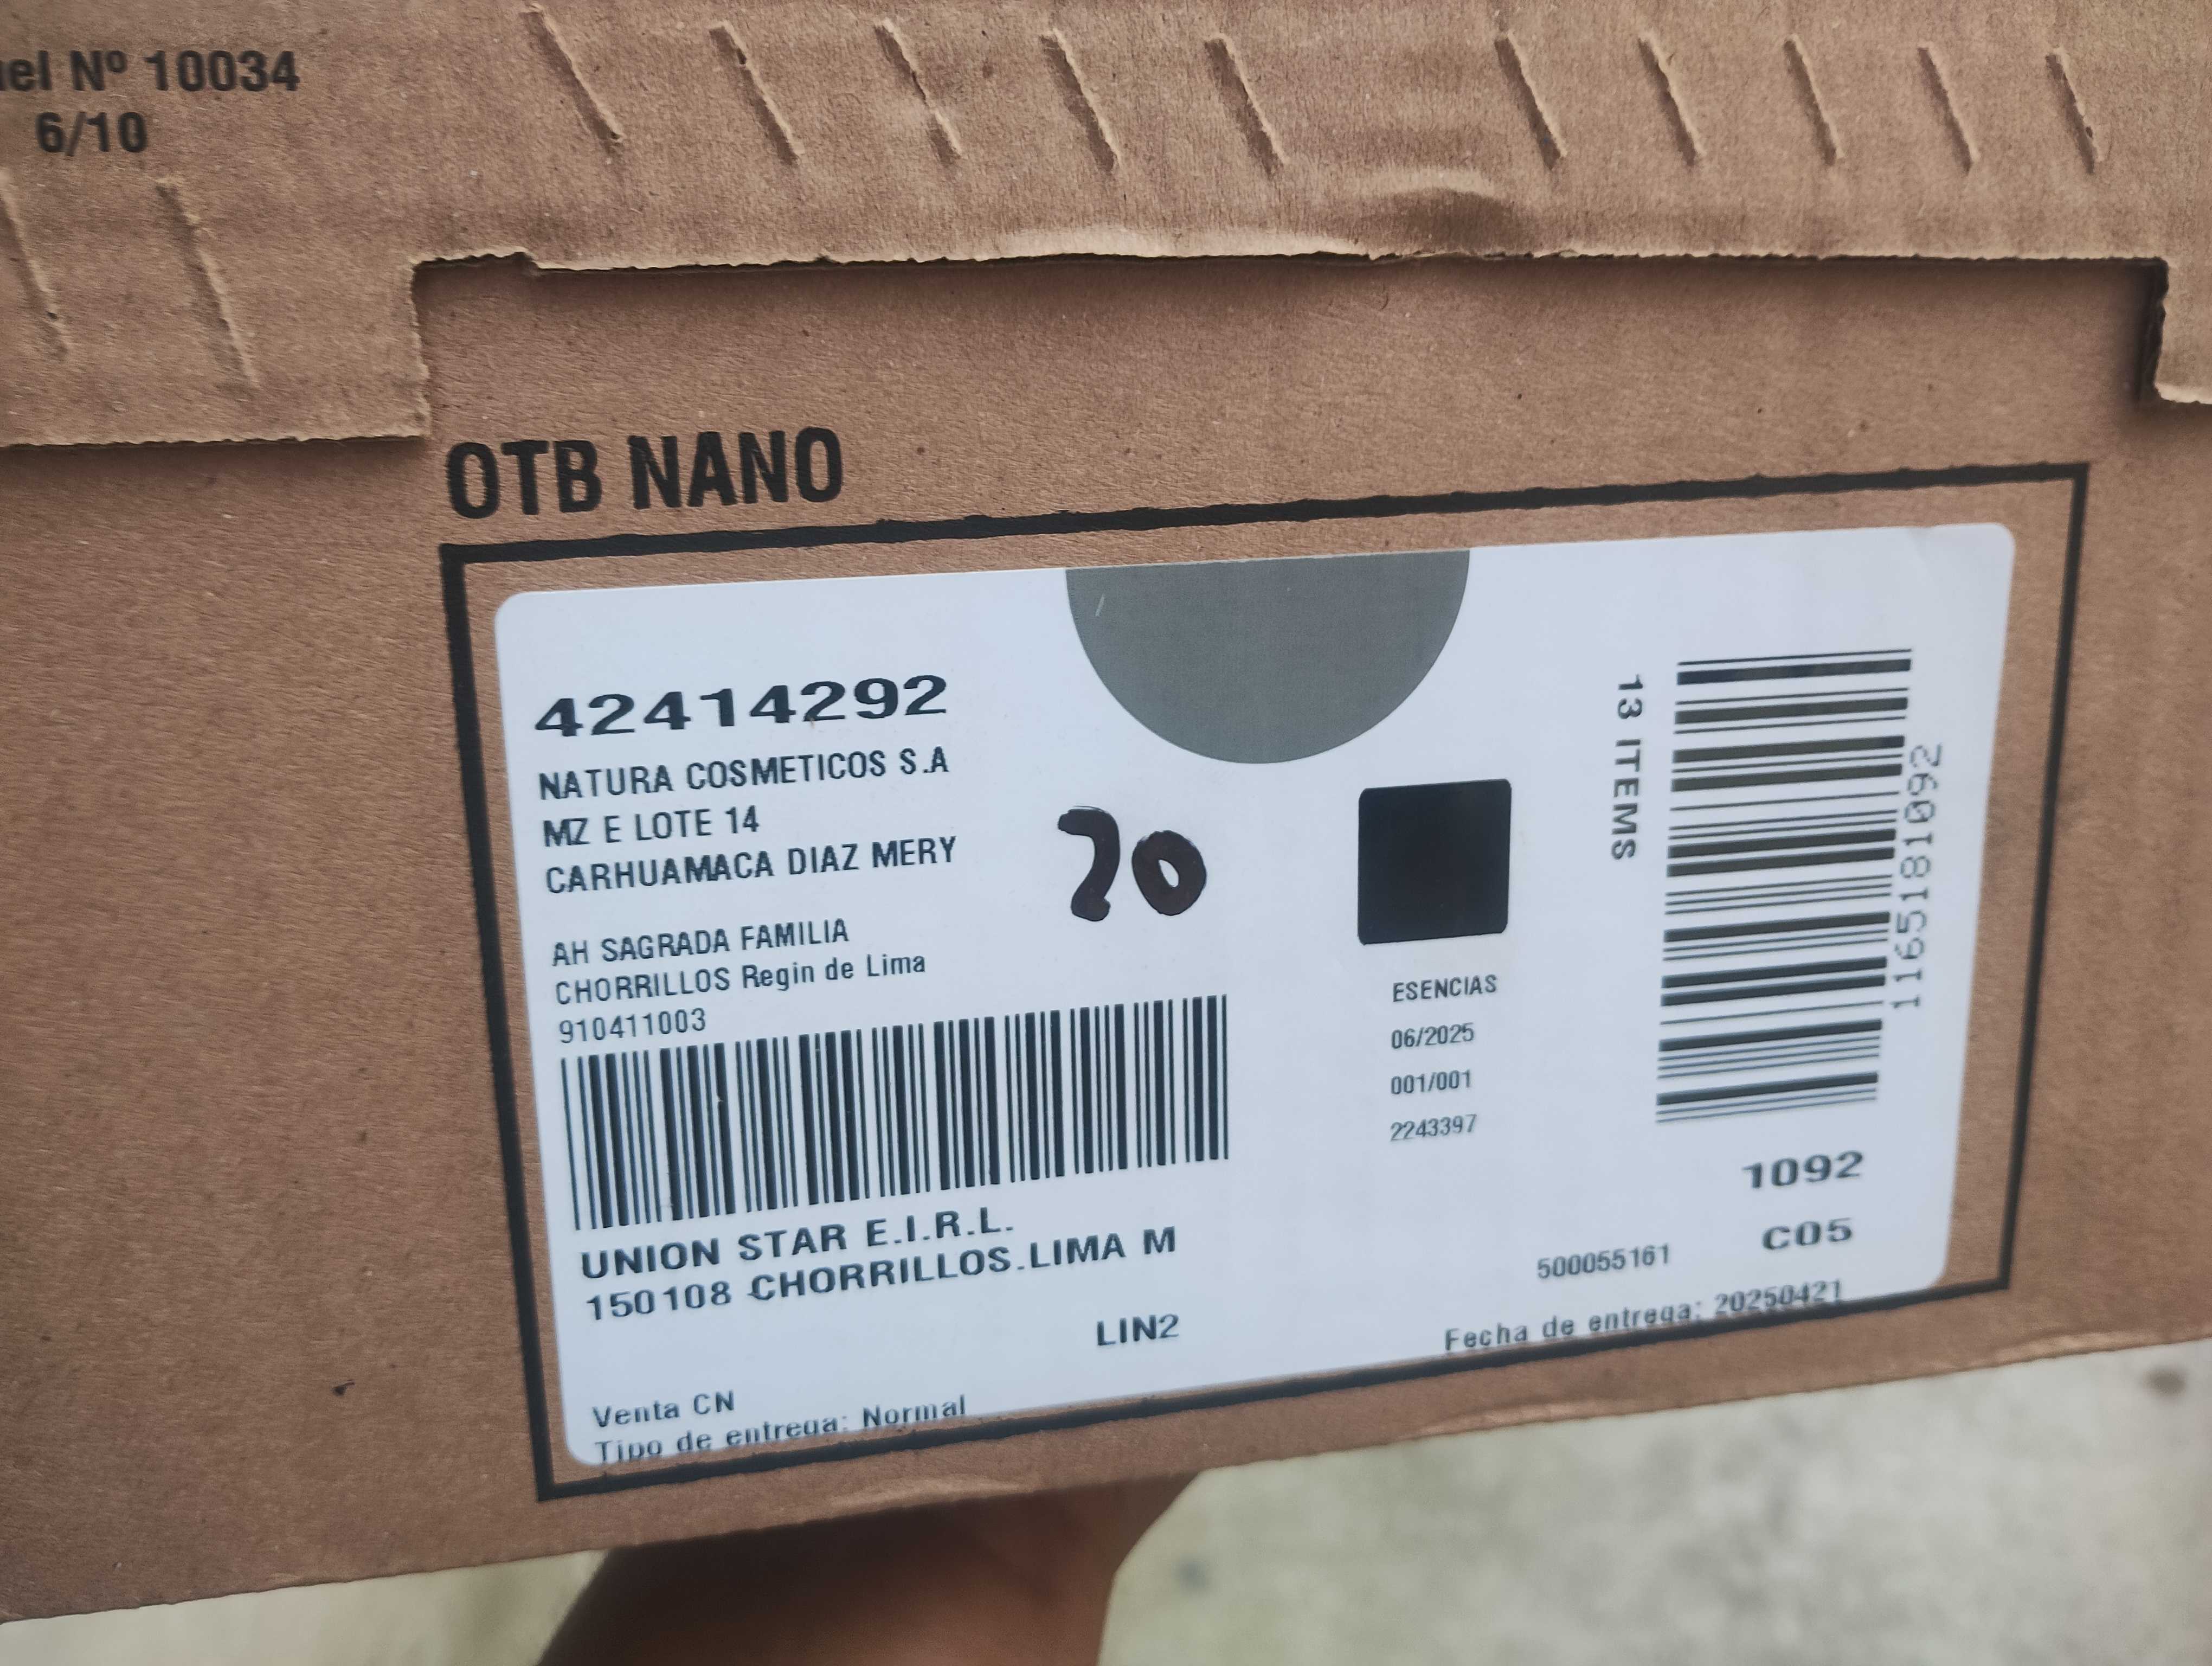 Nº 10034
6/10
OTB NANO
42414292
NATURA COSMETICOS S.A
MZ E LOTE 14
CARHUAMACA DIAZ MERY
20
AH SAGRADA FAMILIA
CHORRILLOS Regin de Lima
910411003
UNION STAR E.I.R.L.
150108 CHORRILLOS.LIMA M
LIN2
Venta CN
Tipo de entrega: Normal
ESENCIAS
06/2025
001/001
2243397
13 ITEMS
1165181092
1092
C05
500055161
Fecha de entrega: 20250421